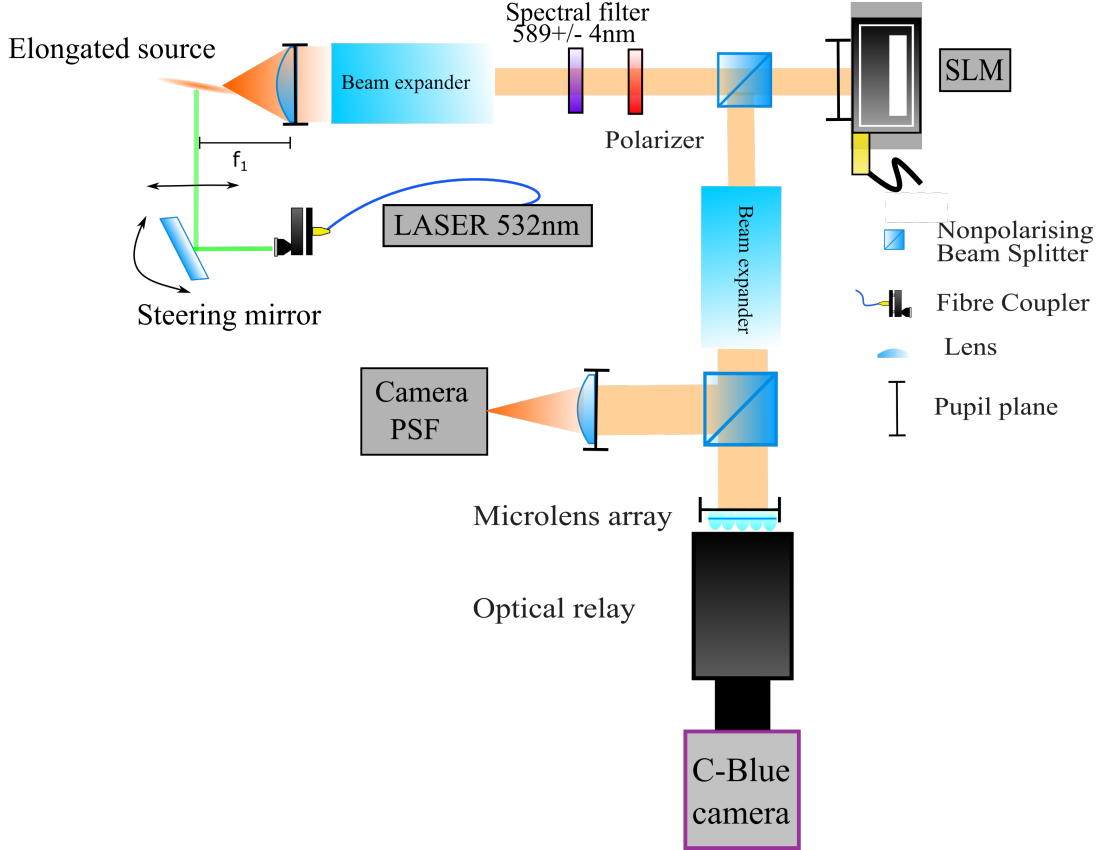 Spectral filter
589+/- 4nm
Elongated source
Beam expander
SLM
Polarizer
f1
LASER 532nm
Steering mirror
Beam expander
Nonpolarising
Beam Splitter
Fibre Coupler
Lens
Pupil plane
Camera
PSF
Microlens array
Optical relay
C-Blue
camera